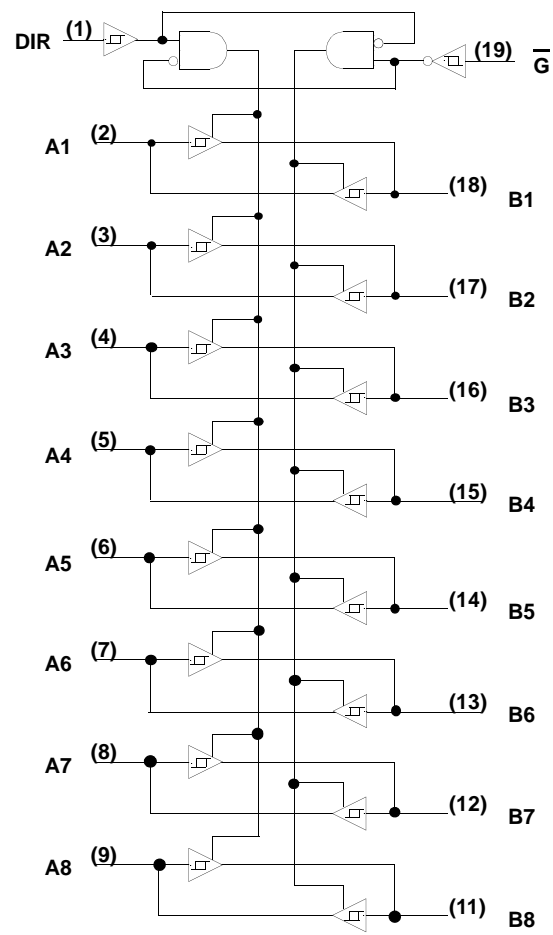 DIR (1) (19) G̅
A1 (2) (18) B1
A2 (3) (17) B2
A3 (4) (16) B3
A4 (5) (15) B4
A5 (6) (14) B5
A6 (7) (13) B6
A7 (8) (12) B7
A8 (9) (11) B8